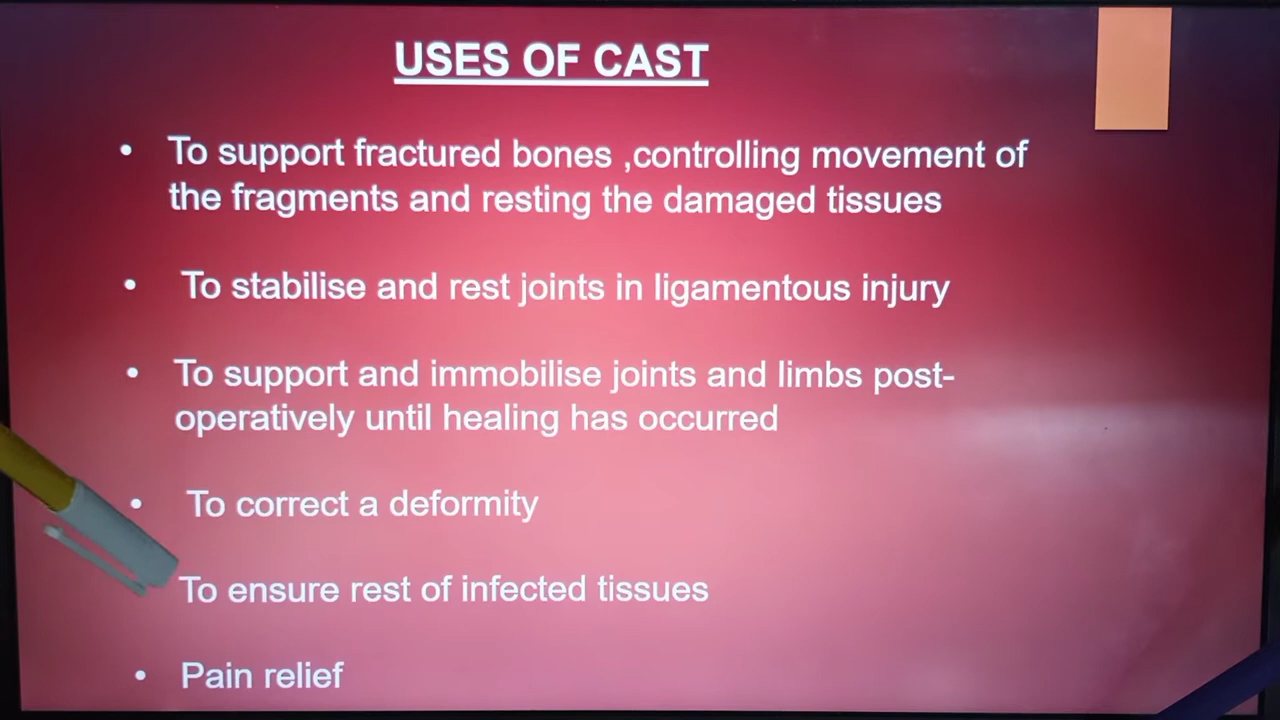 USES OF CAST
• To support fractured bones ,controlling movement of
the fragments and resting the damaged tissues
• To stabilise and rest joints in ligamentous injury
• To support and immobilise joints and limbs post-
operatively until healing has occurred
• To correct a deformity
To ensure rest of infected tissues
• Pain relief